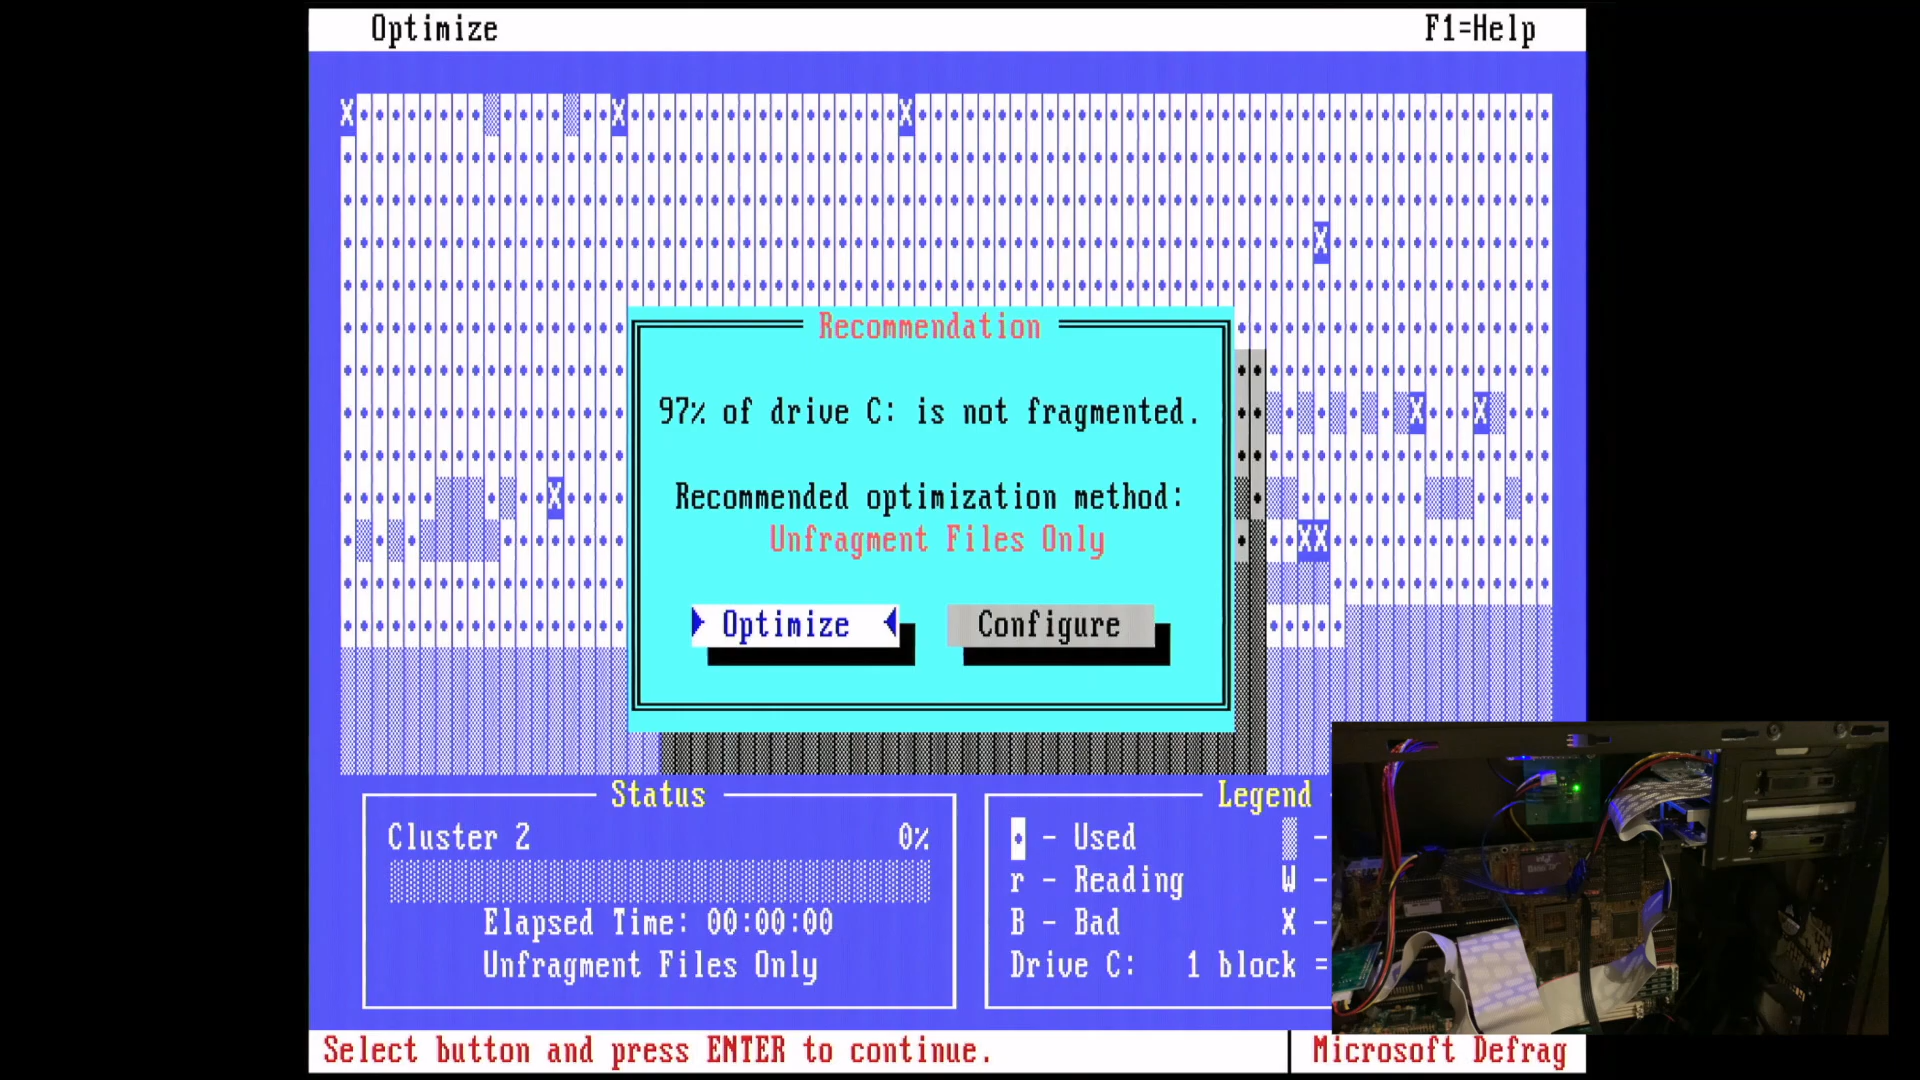 Optimize F1=Help
Recommendation
97% of drive C: is not fragmented.
Recommended optimization method:
Unfragment Files Only
Optimize Configure
Status
Cluster 2 0%
Elapsed Time: 00:00:00
Unfragment Files Only
Legend
• - Used ░ -
r - Reading W -
B - Bad X -
Drive C: 1 block =
Select button and press ENTER to continue. Microsoft Defrag